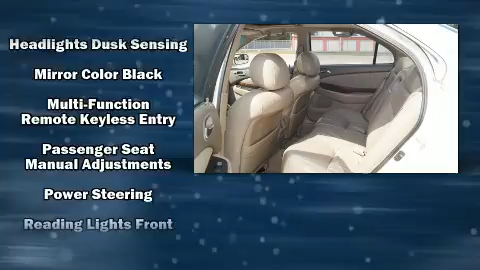 Headlights Dusk Sensing
Mirror Color Black
Multi-Function
Remote Keyless Entry
Passenger Seat
Manual Adjustments
Power Steering
Reading Lights Front